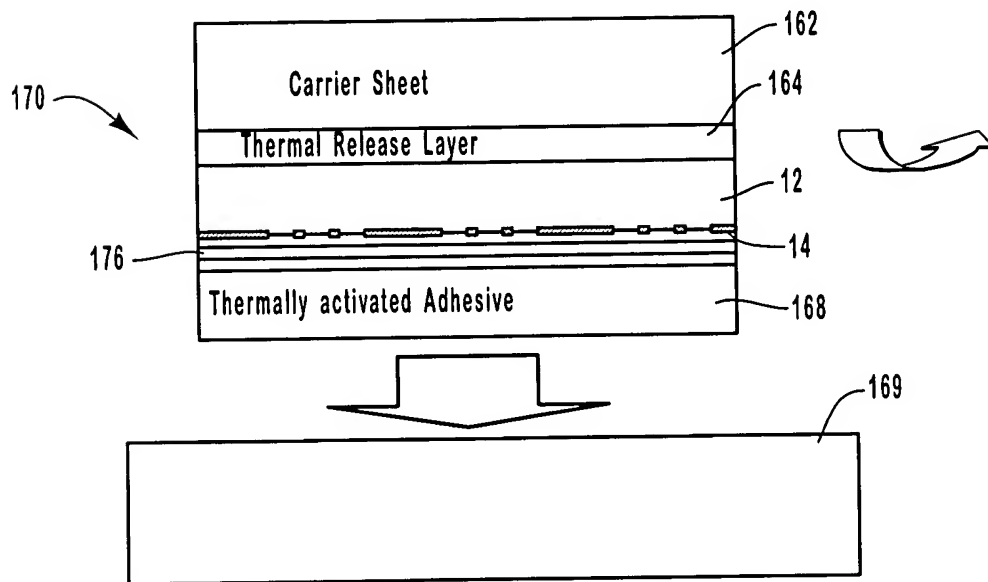 162
Carrier Sheet
164
170
Thermal Release Layer
12
14
176
Thermally activated Adhesive
168
169